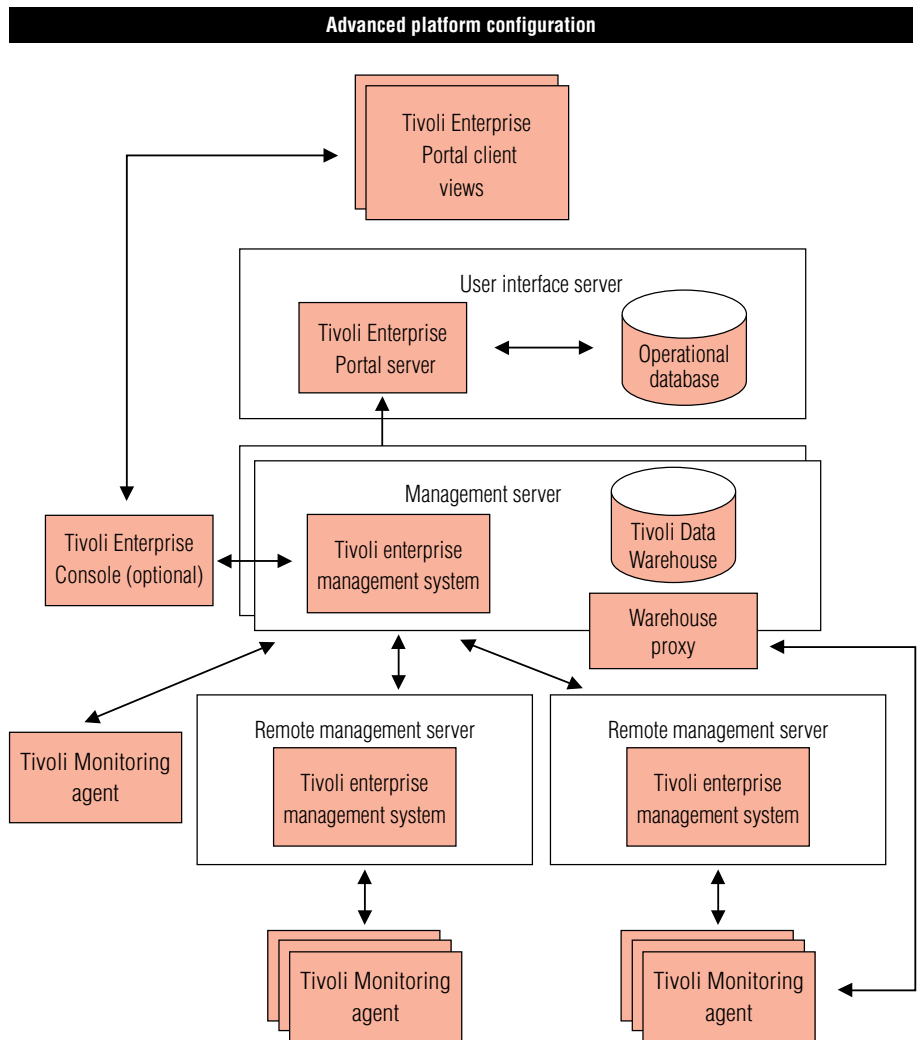 Advanced platform configuration
Tivoli Enterprise
Portal client
views
User interface server
Tivoli Enterprise
Portal server
Operational
database
Management server
Tivoli Data
Warehouse
Tivoli Enterprise
Console (optional)
Tivoli enterprise
management system
Warehouse
proxy
Tivoli Monitoring
agent
Remote management server
Tivoli enterprise
management system
Remote management server
Tivoli enterprise
management system
Tivoli Monitoring
agent
Tivoli Monitoring
agent